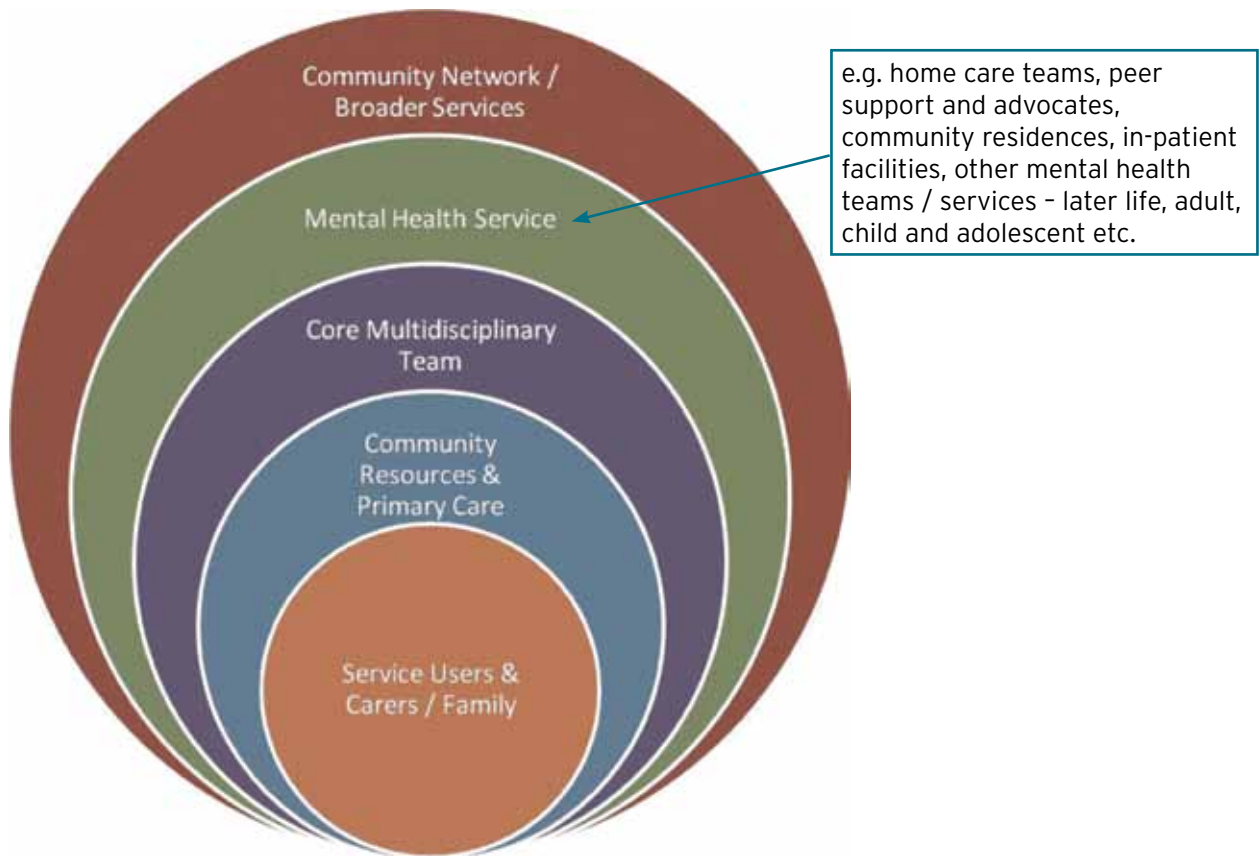 Community Network /
Broader Services
Mental Health Service
Core Multidisciplinary
Team
Community
Resources &
Primary Care
Service Users &
Carers / Family
e.g. home care teams, peer
support and advocates,
community residences, in-patient
facilities, other mental health
teams / services – later life, adult,
child and adolescent etc.